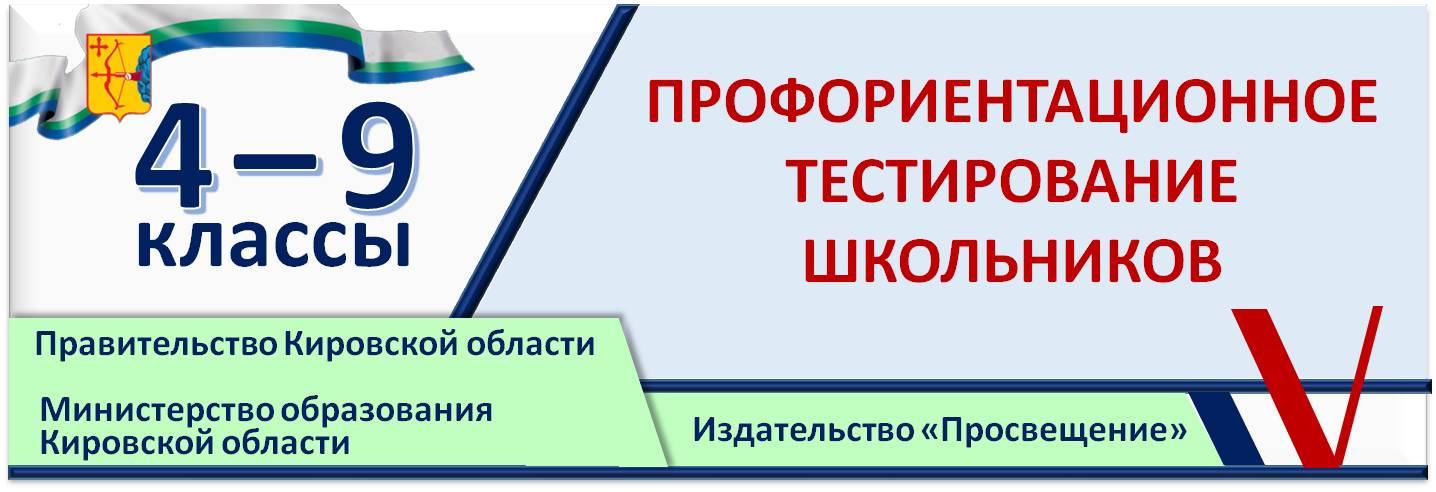 4–9
классы
ПРОФОРИЕНТАЦИОННОЕ
ТЕСТИРОВАНИЕ
ШКОЛЬНИКОВ
Правительство Кировской области
Министерство образования
Кировской области
Издательство «Просвещение»